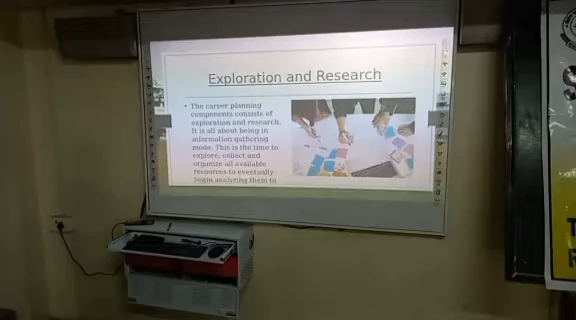 Exploration and Research
• The career planning
components consists of
exploration and research.
It is all about being in
information gathering
mode. This is the time to
explore, collect and
organize all available
resources to eventually
begin analyzing them to